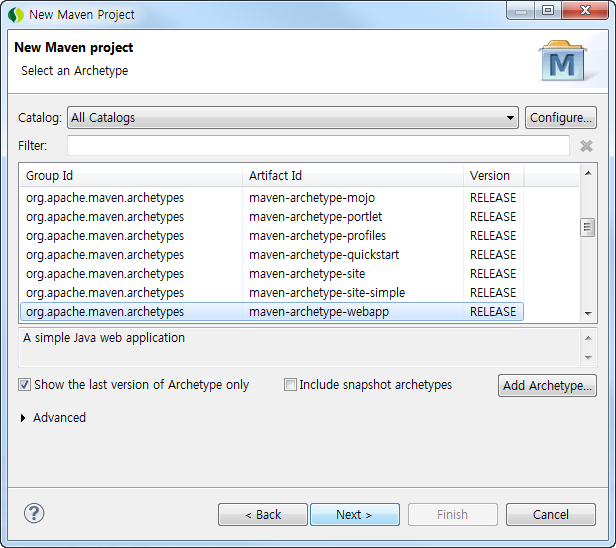 New Maven Project
New Maven project
Select an Archetype
M
Catalog: All Catalogs Configure...
Filter:
Group Id Artifact Id Version
org.apache.maven.archetypes maven-archetype-mojo RELEASE
org.apache.maven.archetypes maven-archetype-portlet RELEASE
org.apache.maven.archetypes maven-archetype-profiles RELEASE
org.apache.maven.archetypes maven-archetype-quickstart RELEASE
org.apache.maven.archetypes maven-archetype-site RELEASE
org.apache.maven.archetypes maven-archetype-site-simple RELEASE
org.apache.maven.archetypes maven-archetype-webapp RELEASE
A simple Java web application
Show the last version of Archetype only Include snapshot archetypes Add Archetype...
Advanced
? < Back Next > Finish Cancel